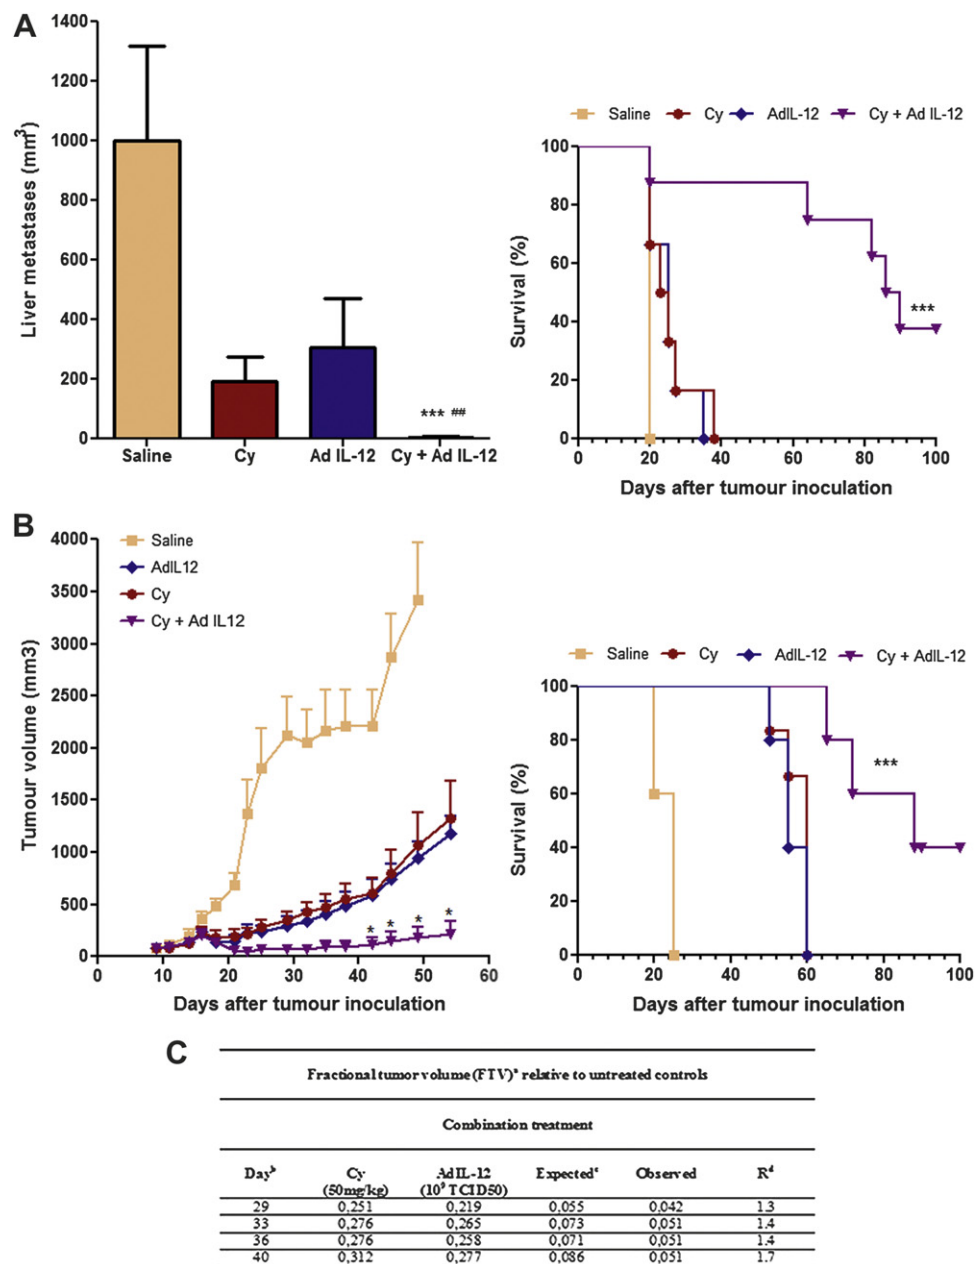 A
1400
1200
1000
800
600
400
200
0
Liver metastases (mm³)
*** ##
Saline Cy Ad IL-12 Cy + Ad IL-12
Saline Cy AdIL-12 Cy + Ad IL-12
100
80
60
40
20
0
Survival (%)
***
0 20 40 60 80 100
Days after tumour inoculation
B
4000
3500
3000
2500
2000
1500
1000
500
0
Tumour volume (mm3)
Saline
AdIL12
Cy
Cy + Ad IL12
* * * *
0 10 20 30 40 50 60
Days after tumour inoculation
Saline Cy AdIL-12 Cy + AdIL-12
100
80
60
40
20
0
Survival (%)
***
0 20 40 60 80 100
Days after tumour inoculation
C
Fractional tumor volume (FTV)ª relative to untreated controls
Combination treatment
Dayᵇ Cy AdIL-12 Expectedᶜ Observed Rᵈ
(50mg/kg) (10⁹ TCID50)
29 0,251 0,219 0,055 0,042 1.3
33 0,276 0,265 0,073 0,051 1.4
36 0,276 0,258 0,071 0,051 1.4
40 0,312 0,277 0,086 0,051 1.7